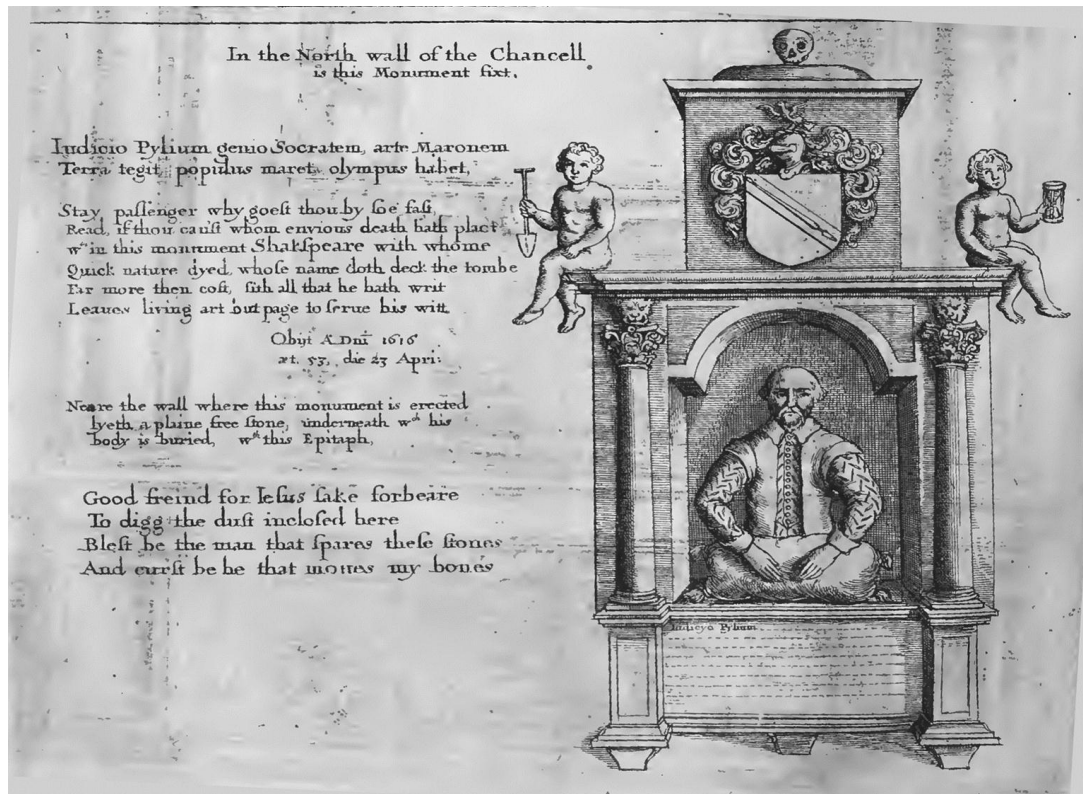 In the North wall of the Chancell
is this Monument fixt.
Iudicio Pylium genio Socratem, arte Maronem
Terra tegit, populus maret, olympus habet,
Stay paſſenger why goeſt thou by ſoe faſt,
Read, if thou canſt whom envious death hath plact
wth in this monument Shakſpeare with whome
Quick nature dyed, whoſe name doth deck the tombe
Far more then coſt, ſith all that he hath writ
Leaves living art but page to ſerue his witt
Obijt A. Dni 1616
æt. 53, die 23 Apri:
Neare the wall where this monument is erected
lyeth a plaine free ſtone, underneath wch his
body is buried, wth this Epitaph,
Good freind for Ieſus ſake forbeare
To digg the duſt incloſed here
Bleſt be the man that ſpares theſe ſtones
And curſt be he that moues my bones
Iudicyo Pylium